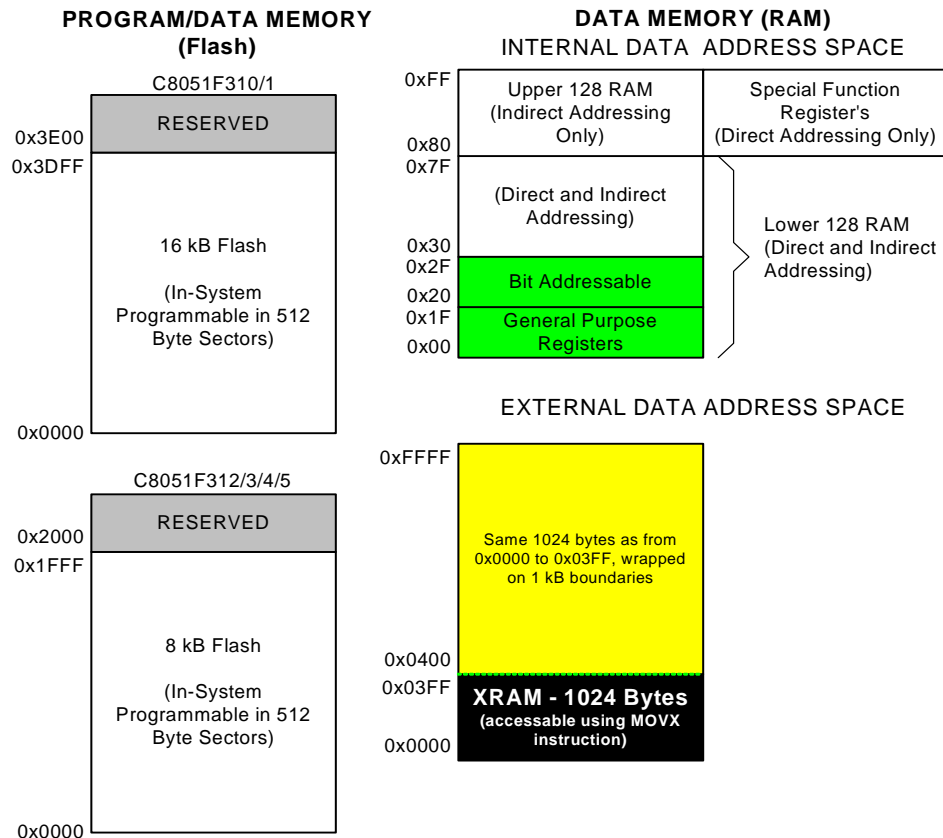 PROGRAM/DATA MEMORY
(Flash)
C8051F310/1
RESERVED
0x3E00
0x3DFF
16 kB Flash
(In-System
Programmable in 512
Byte Sectors)
0x0000
C8051F312/3/4/5
RESERVED
0x2000
0x1FFF
8 kB Flash
(In-System
Programmable in 512
Byte Sectors)
0x0000
DATA MEMORY (RAM)
INTERNAL DATA ADDRESS SPACE
0xFF
Upper 128 RAM
(Indirect Addressing
Only)
0x80
Special Function
Register's
(Direct Addressing Only)
0x7F
(Direct and Indirect
Addressing)
0x30
Lower 128 RAM
(Direct and Indirect
Addressing)
0x2F
Bit Addressable
0x20
0x1F
General Purpose
Registers
0x00
EXTERNAL DATA ADDRESS SPACE
0xFFFF
Same 1024 bytes as from
0x0000 to 0x03FF, wrapped
on 1 kB boundaries
0x0400
0x03FF
XRAM - 1024 Bytes
(accessable using MOVX
instruction)
0x0000